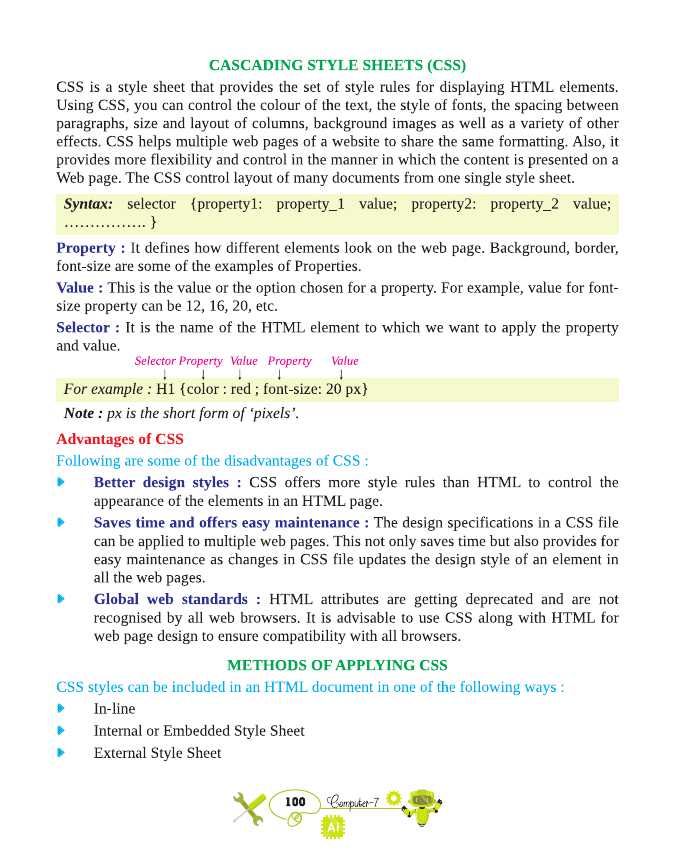 CASCADING STYLE SHEETS (CSS)
CSS is a style sheet that provides the set of style rules for displaying HTML elements.
Using CSS, you can control the colour of the text, the style of fonts, the spacing between
paragraphs, size and layout of columns, background images as well as a variety of other
effects. CSS helps multiple web pages of a website to share the same formatting. Also, it
provides more flexibility and control in the manner in which the content is presented on a
Web page. The CSS control layout of many documents from one single style sheet.
Syntax: selector {property1: property_1 value; property2: property_2 value;
……………. }
Property : It defines how different elements look on the web page. Background, border,
font-size are some of the examples of Properties.
Value : This is the value or the option chosen for a property. For example, value for font-
size property can be 12, 16, 20, etc.
Selector : It is the name of the HTML element to which we want to apply the property
and value.
Selector Property Value Property Value
↓ ↓ ↓ ↓ ↓
For example : H1 {color : red ; font-size: 20 px}
Note : px is the short form of ‘pixels’.
Advantages of CSS
Following are some of the disadvantages of CSS :
Better design styles : CSS offers more style rules than HTML to control the
appearance of the elements in an HTML page.
Saves time and offers easy maintenance : The design specifications in a CSS file
can be applied to multiple web pages. This not only saves time but also provides for
easy maintenance as changes in CSS file updates the design style of an element in
all the web pages.
Global web standards : HTML attributes are getting deprecated and are not
recognised by all web browsers. It is advisable to use CSS along with HTML for
web page design to ensure compatibility with all browsers.
METHODS OF APPLYING CSS
CSS styles can be included in an HTML document in one of the following ways :
In-line
Internal or Embedded Style Sheet
External Style Sheet
100 Computer-7
AI